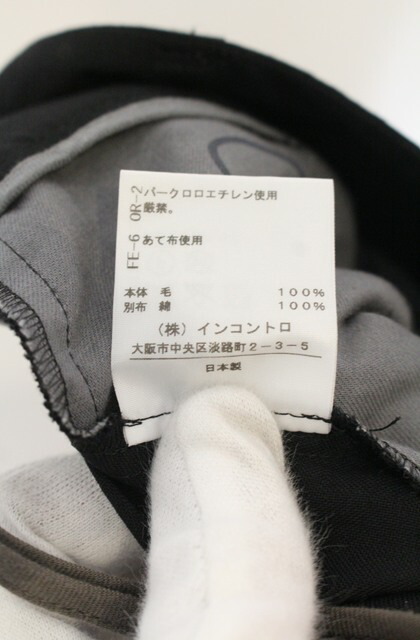 OR-2 パークロロエチレン使用
厳禁。
FE-6 あて布使用
本体 毛 100%
別布 綿 100%
(株)インコントロ
大阪市中央区淡路町2-3-5
日本製